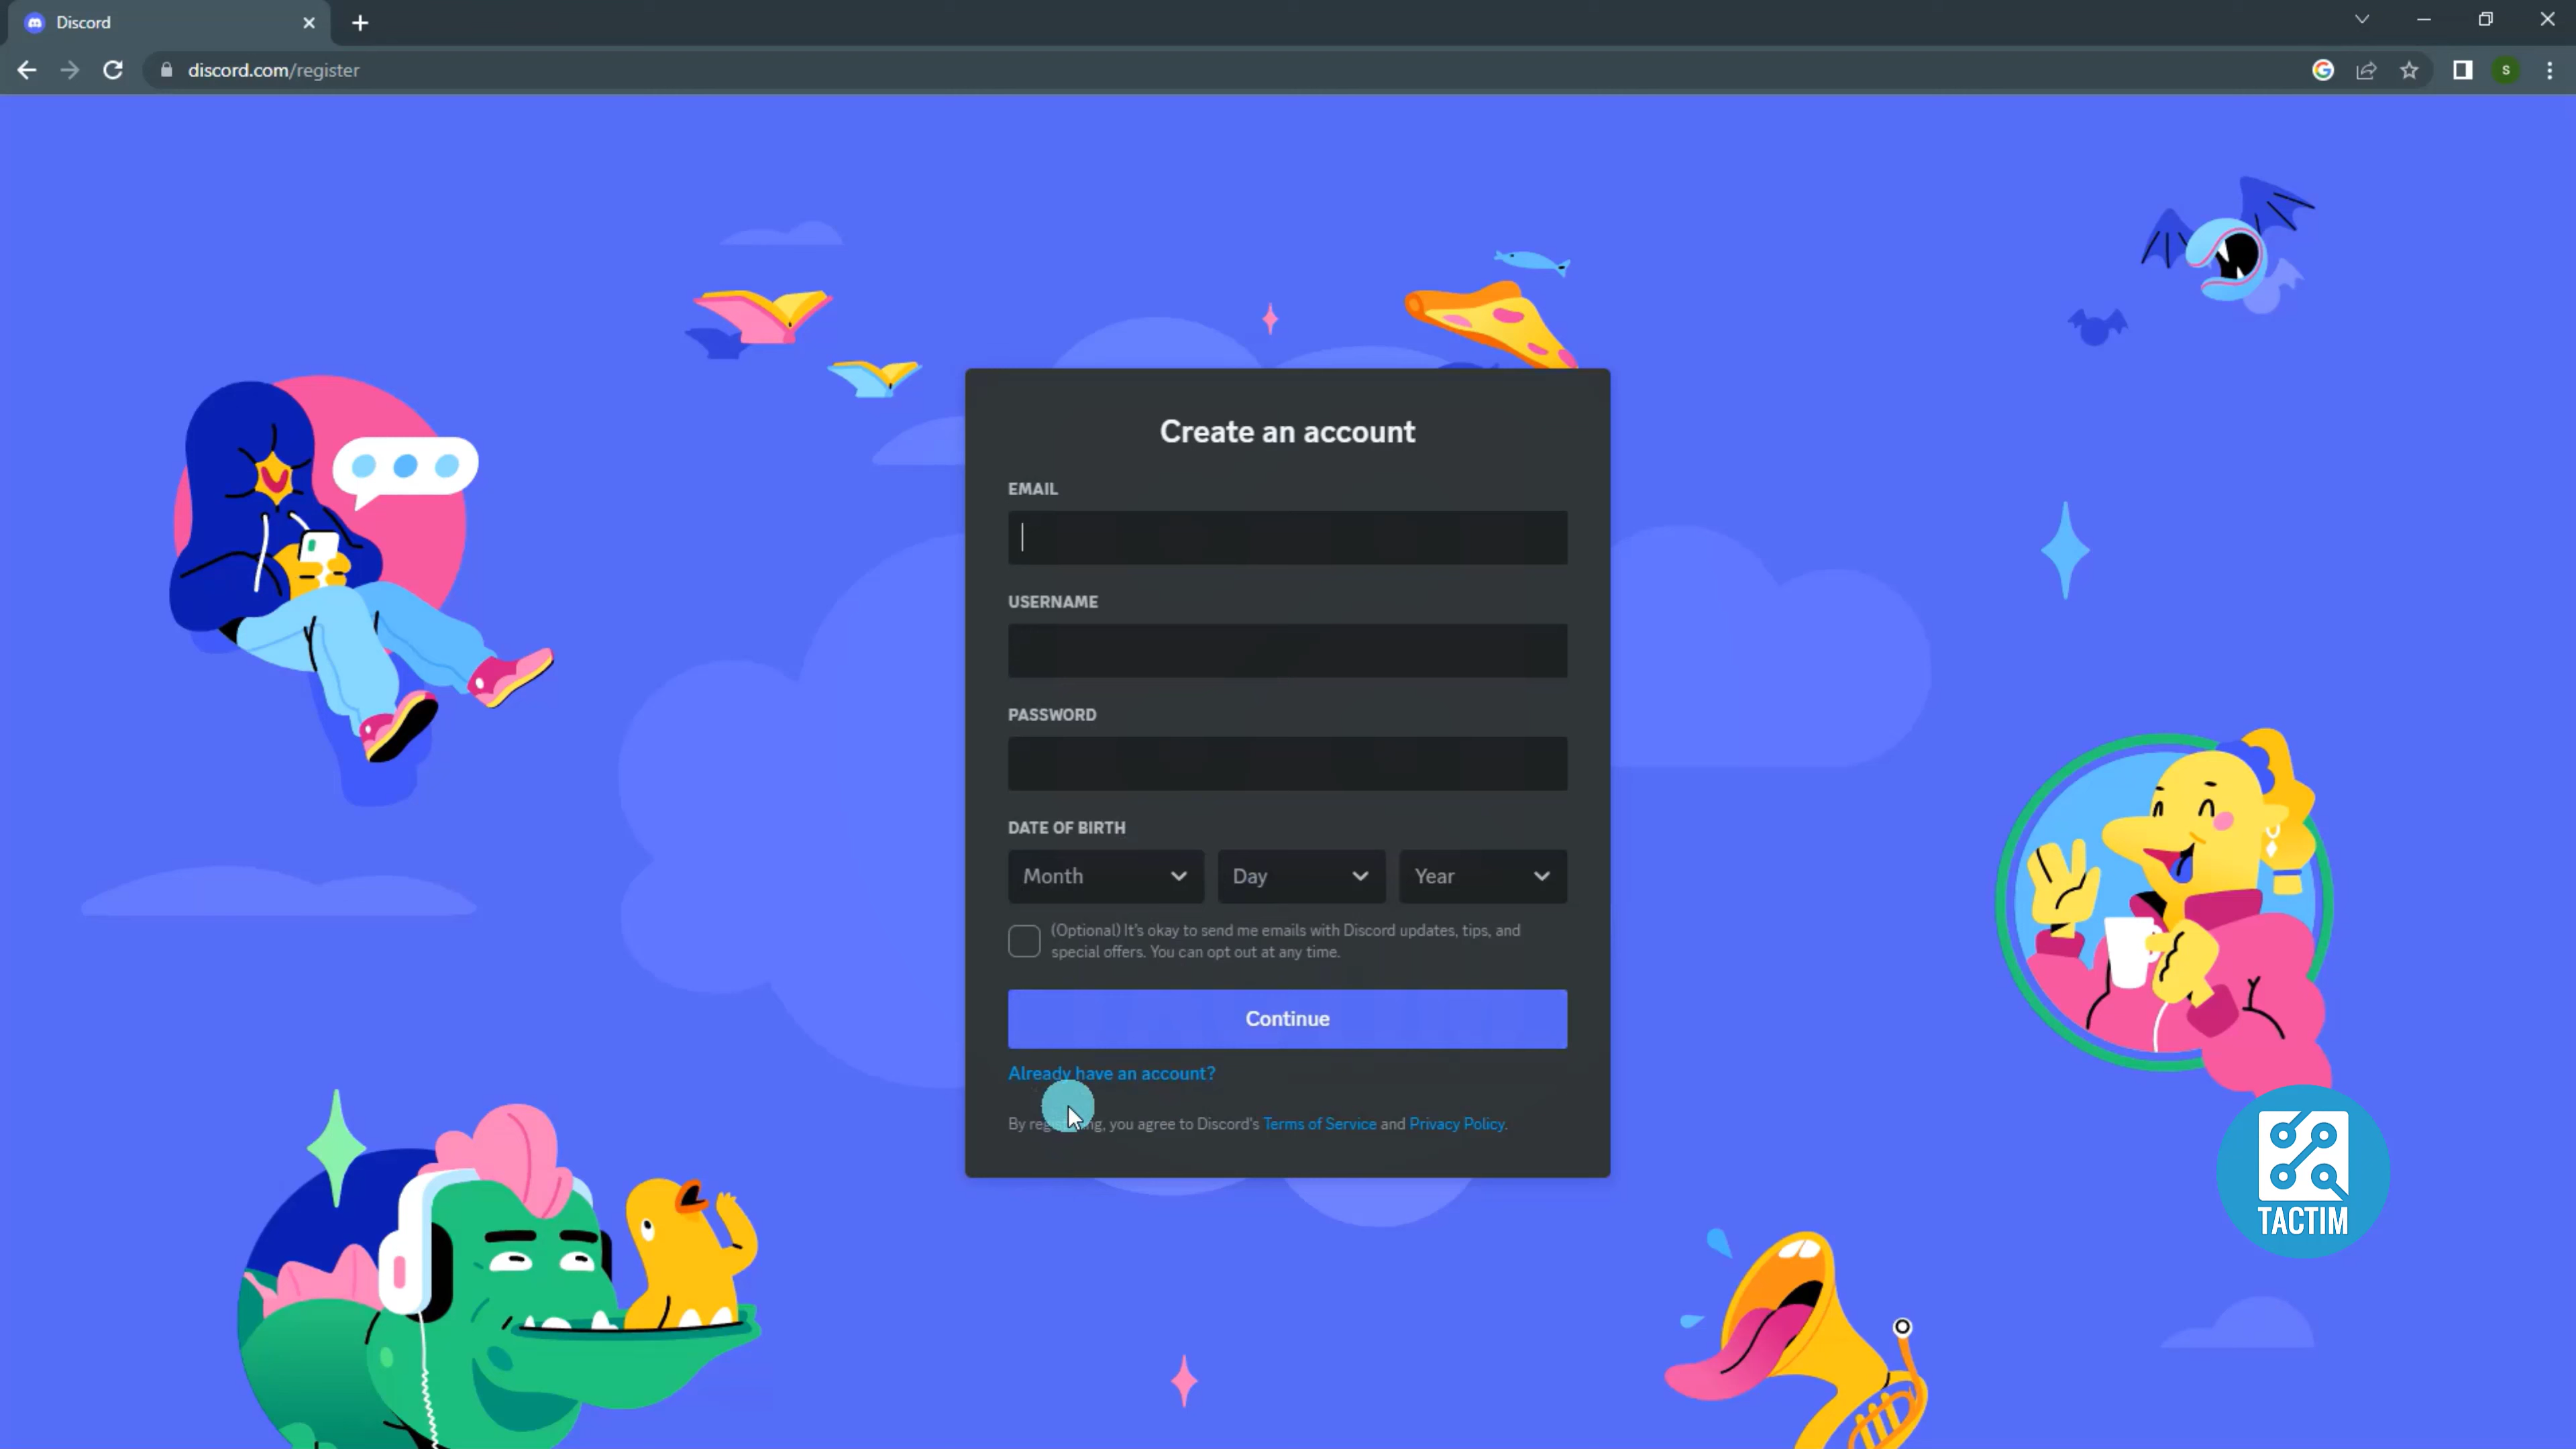 Discord
discord.com/register
S
Create an account
EMAIL
USERNAME
PASSWORD
DATE OF BIRTH
Month Day Year
(Optional) It's okay to send me emails with Discord updates, tips, and
special offers. You can opt out at any time.
Continue
Already have an account?
By registering, you agree to Discord's Terms of Service and Privacy Policy.
TACTIM